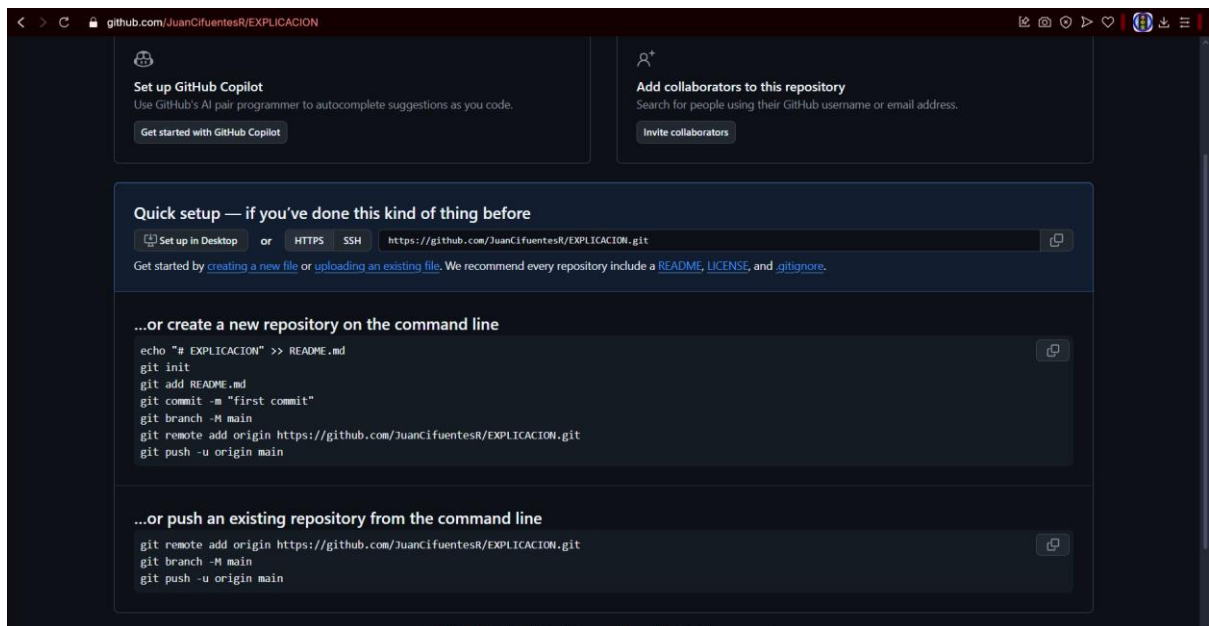 github.com/JuanCifuentesR/EXPLICACION
Set up GitHub Copilot
Use GitHub's AI pair programmer to autocomplete suggestions as you code.
Get started with GitHub Copilot
Add collaborators to this repository
Search for people using their GitHub username or email address.
Invite collaborators
Quick setup — if you've done this kind of thing before
Set up in Desktop or HTTPS SSH https://github.com/JuanCifuentesR/EXPLICACION.git
Get started by creating a new file or uploading an existing file. We recommend every repository include a README, LICENSE, and .gitignore.
...or create a new repository on the command line
echo "# EXPLICACION" >> README.md
git init
git add README.md
git commit -m "first commit"
git branch -M main
git remote add origin https://github.com/JuanCifuentesR/EXPLICACION.git
git push -u origin main
...or push an existing repository from the command line
git remote add origin https://github.com/JuanCifuentesR/EXPLICACION.git
git branch -M main
git push -u origin main